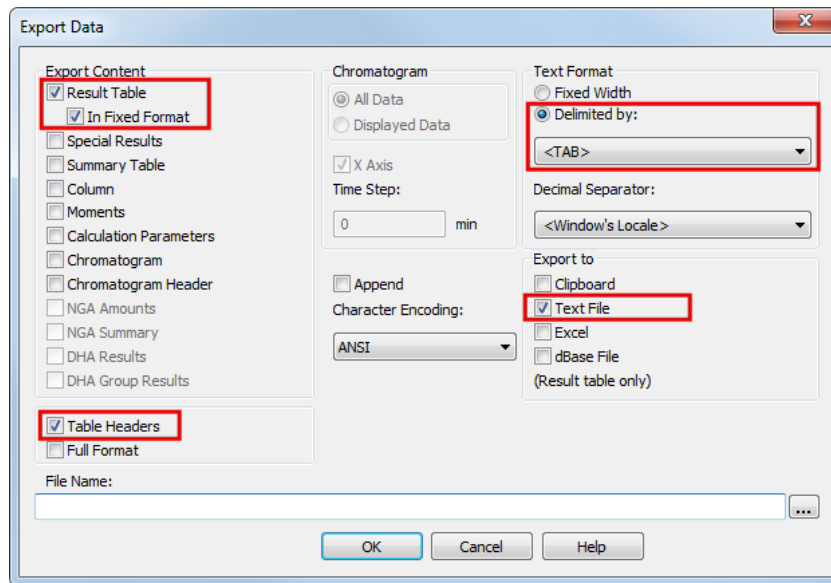 Export Data
Export Content
Result Table
In Fixed Format
Special Results
Summary Table
Column
Moments
Calculation Parameters
Chromatogram
Chromatogram Header
NGA Amounts
NGA Summary
DHA Results
DHA Group Results
Table Headers
Full Format
Chromatogram
All Data
Displayed Data
X Axis
Time Step:
0 min
Append
Character Encoding:
ANSI
Text Format
Fixed Width
Delimited by:
<TAB>
Decimal Separator:
<Window's Locale>
Export to
Clipboard
Text File
Excel
dBase File
(Result table only)
File Name:
...
OK Cancel Help